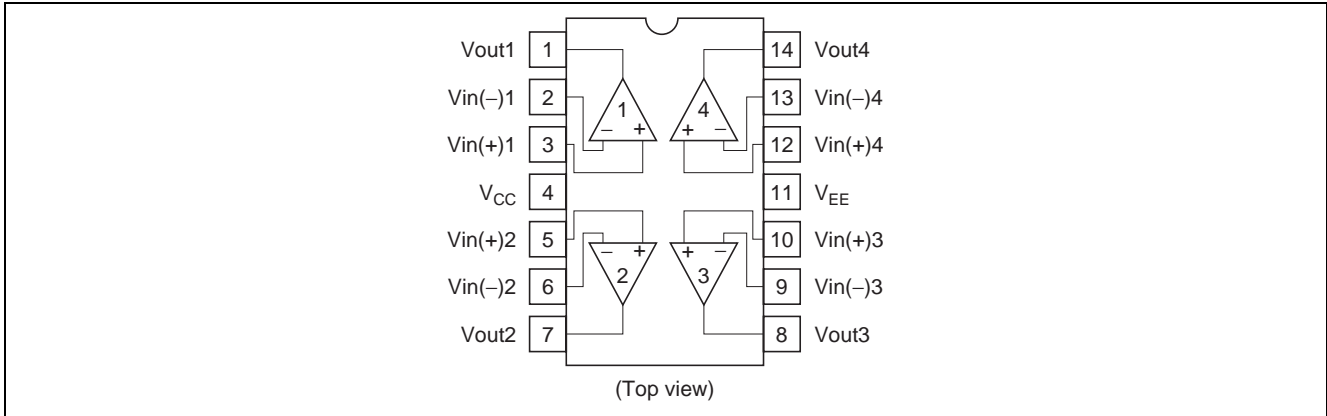 Vout1 1 14 Vout4
Vin(−)1 2 13 Vin(−)4
1 4
− + + −
Vin(+)1 3 12 Vin(+)4
V_CC 4 11 V_EE
Vin(+)2 5 10 Vin(+)3
− + + −
2 3
Vin(−)2 6 9 Vin(−)3
Vout2 7 8 Vout3
(Top view)